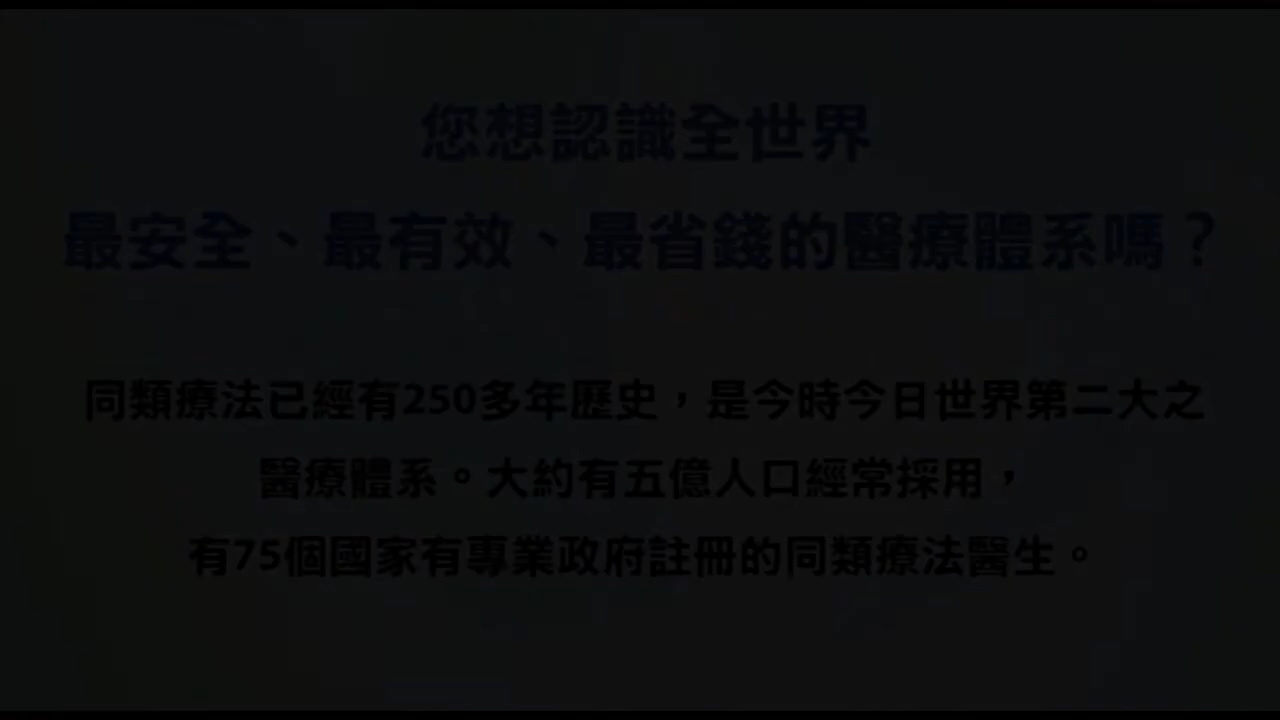 您想認識全世界
最安全、最有效、最省錢的醫療體系嗎？
同類療法已經有250多年歷史，是今時今日世界第二大之
醫療體系。大約有五億人口經常採用，
有75個國家有專業政府註冊的同類療法醫生。